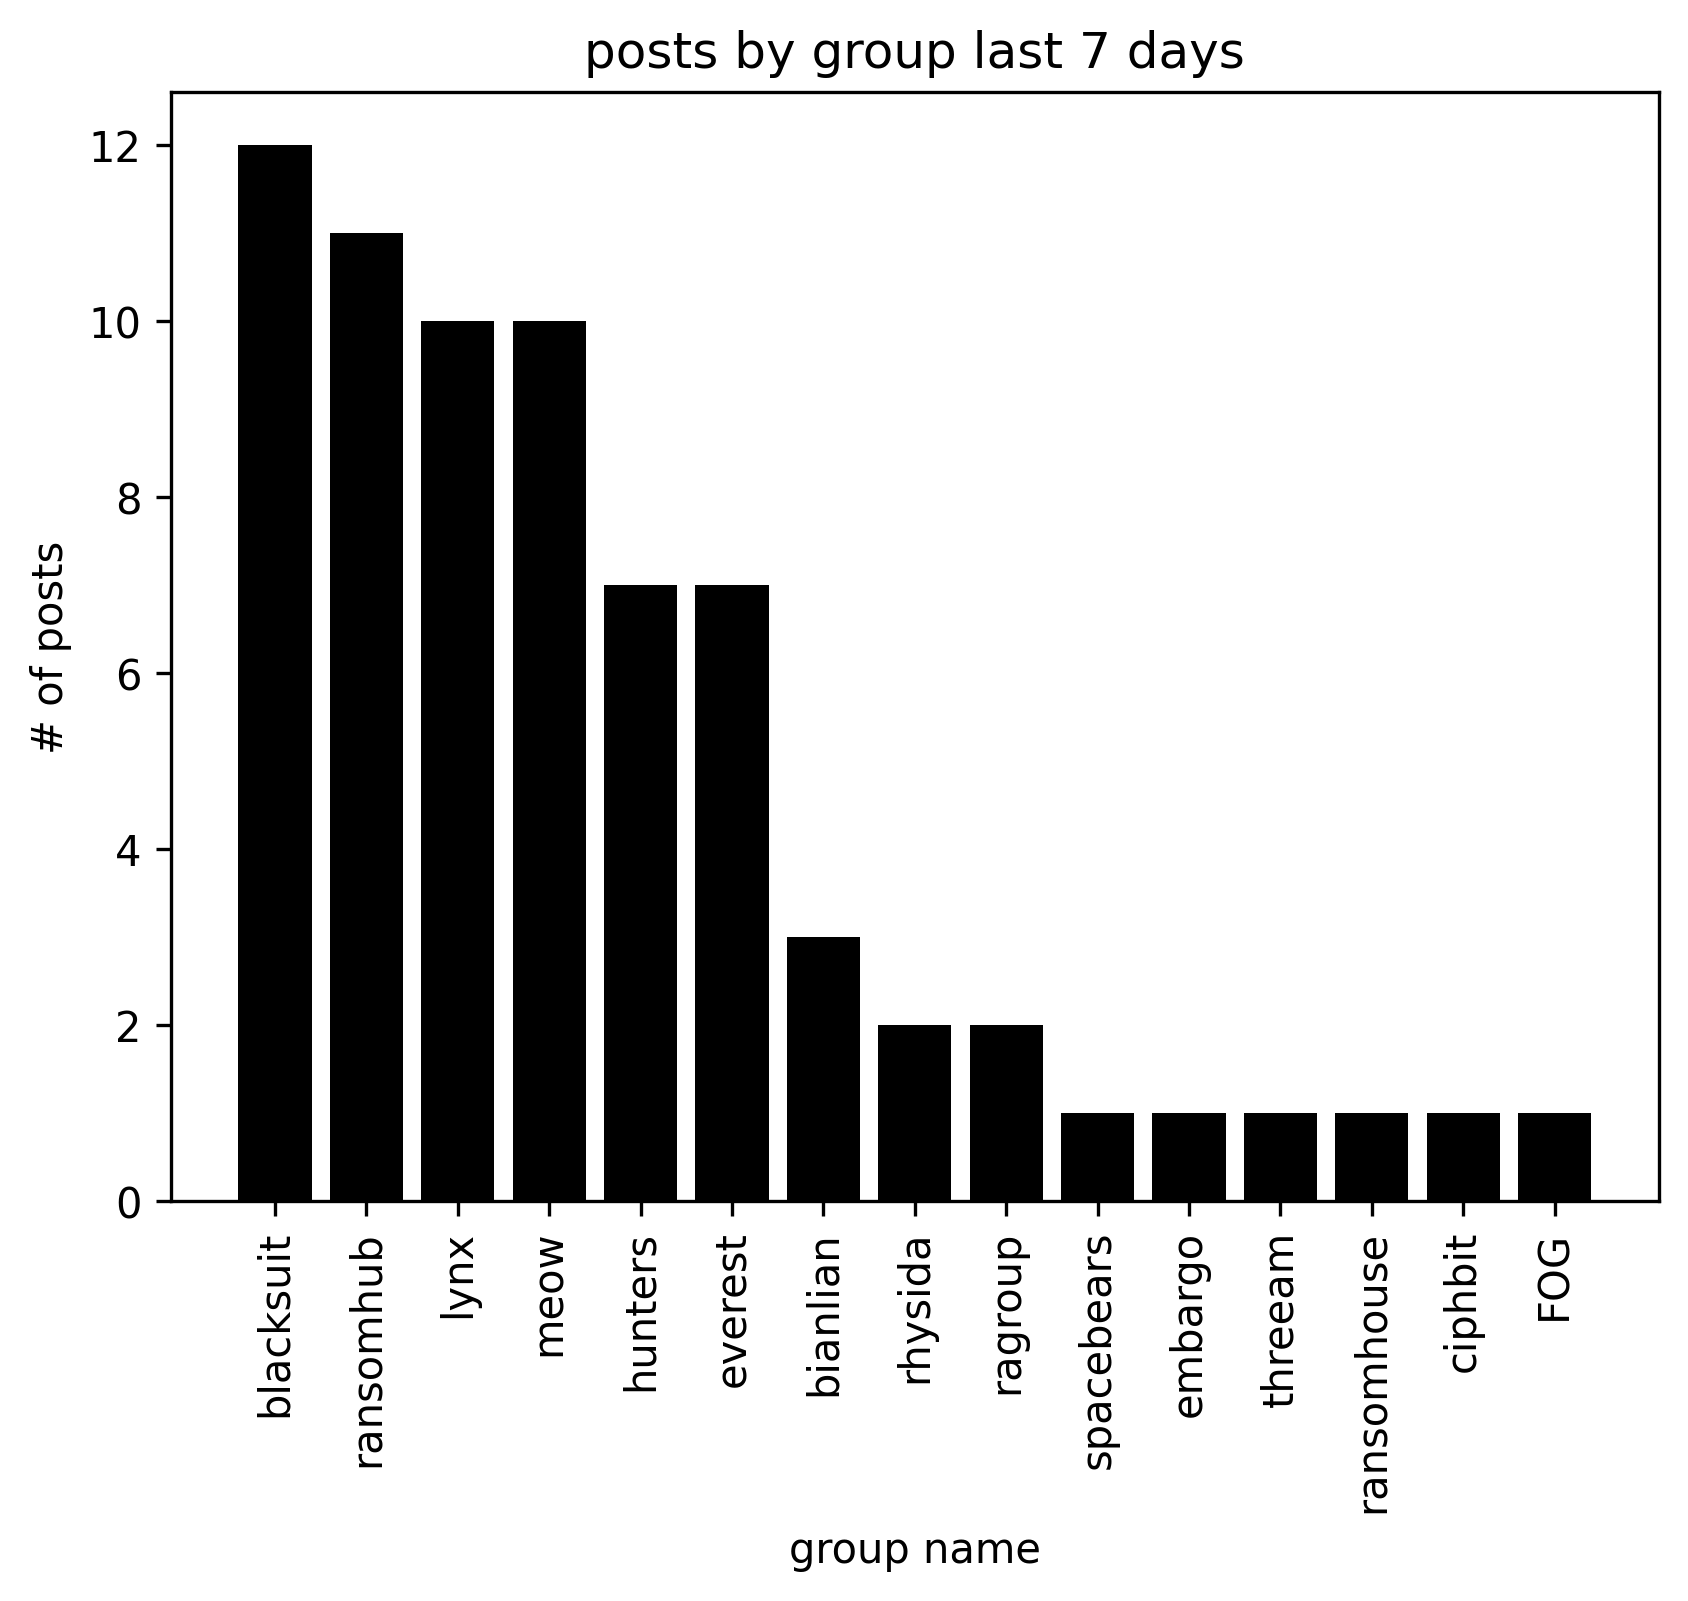 posts by group last 7 days
12
10
8
6
4
2
0
# of posts
blacksuit
ransomhub
lynx
meow
hunters
everest
bianlian
rhysida
ragroup
spacebears
embargo
threeam
ransomhouse
ciphbit
FOG
group name